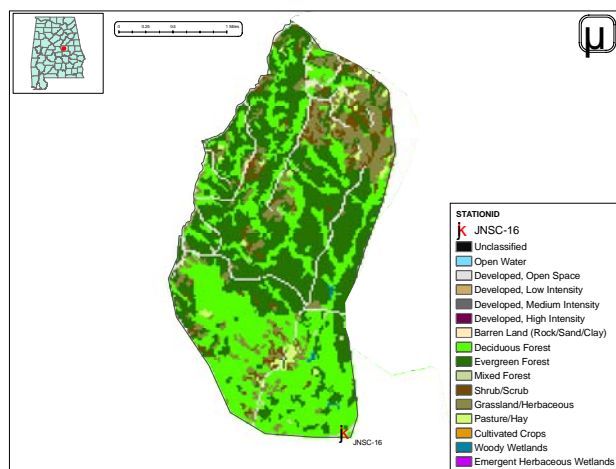 0 0.25 0.5 1 Miles
µ
STATIONID
jk JNSC-16
Unclassified
Open Water
Developed, Open Space
Developed, Low Intensity
Developed, Medium Intensity
Developed, High Intensity
Barren Land (Rock/Sand/Clay)
Deciduous Forest
Evergreen Forest
Mixed Forest
Shrub/Scrub
Grassland/Herbaceous
Pasture/Hay
Cultivated Crops
Woody Wetlands
Emergent Herbaceous Wetlands
jk JNSC-16